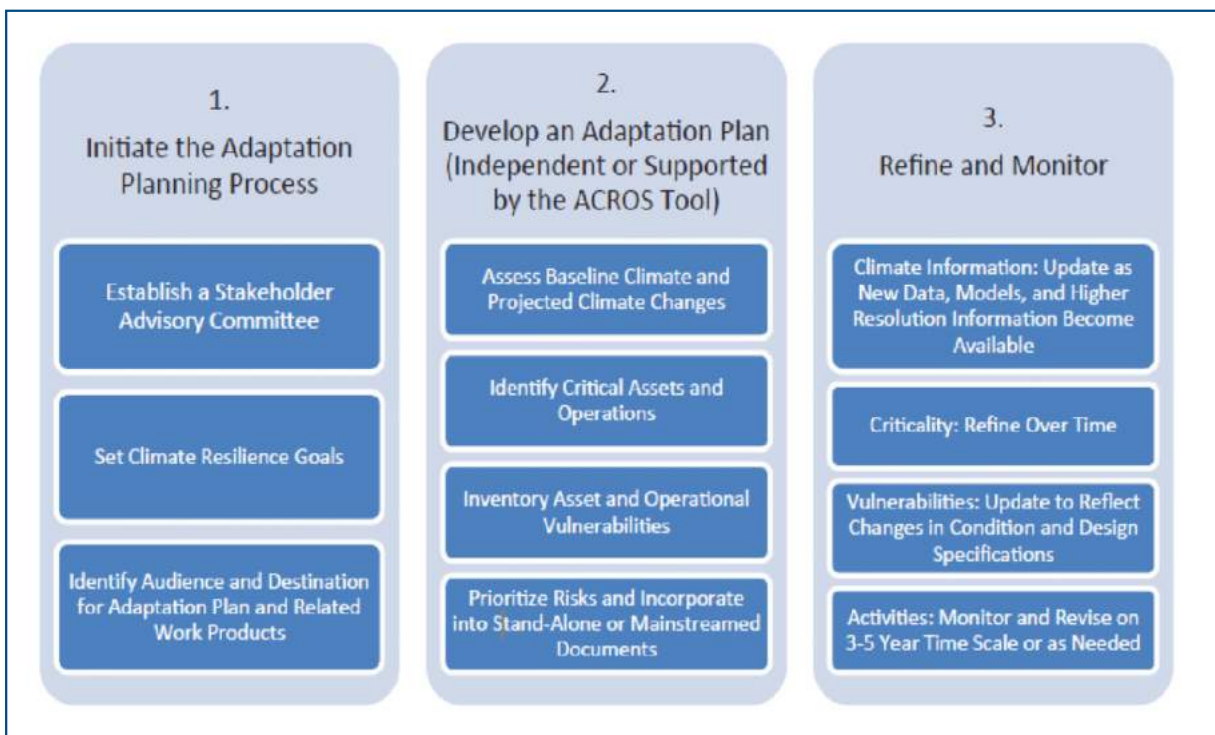 1.
Initiate the Adaptation
Planning Process
Establish a Stakeholder
Advisory Committee
Set Climate Resilience Goals
Identify Audience and Destination
for Adaptation Plan and Related
Work Products
2.
Develop an Adaptation Plan
(Independent or Supported
by the ACROS Tool)
Assess Baseline Climate and
Projected Climate Changes
Identify Critical Assets and
Operations
Inventory Asset and Operational
Vulnerabilities
Prioritize Risks and Incorporate
into Stand-Alone or Mainstreamed
Documents
3.
Refine and Monitor
Climate Information: Update as
New Data, Models, and Higher
Resolution Information Become
Available
Criticality: Refine Over Time
Vulnerabilities: Update to Reflect
Changes in Condition and Design
Specifications
Activities: Monitor and Revise on
3-5 Year Time Scale or as Needed